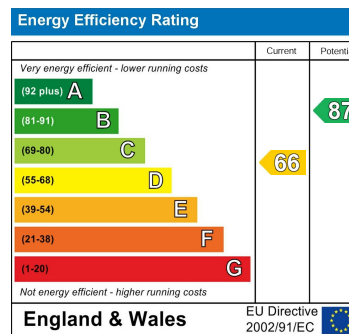 Energy Efficiency Rating
Current Potenti
Very energy efficient - lower running costs
(92 plus) A
(81-91) B
87
(69-80) C
66
(55-68) D
(39-54) E
(21-38) F
(1-20) G
Not energy efficient - higher running costs
England & Wales
EU Directive
2002/91/EC